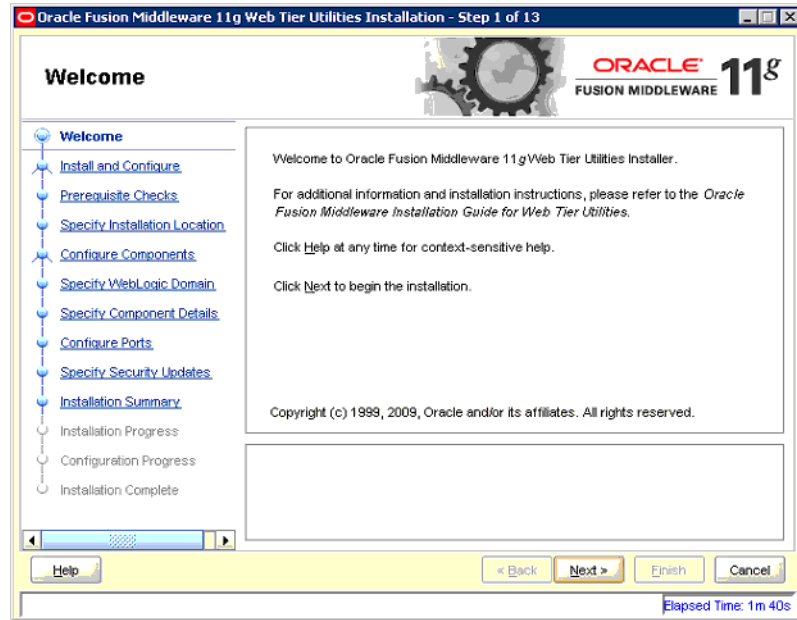 Oracle Fusion Middleware 11g Web Tier Utilities Installation - Step 1 of 13
Welcome
ORACLE
FUSION MIDDLEWARE
11g
Welcome
Install and Configure
Prerequisite Checks
Specify Installation Location
Configure Components
Specify WebLogic Domain
Specify Component Details
Configure Ports
Specify Security Updates
Installation Summary
Installation Progress
Configuration Progress
Installation Complete
Welcome to Oracle Fusion Middleware 11g Web Tier Utilities Installer.
For additional information and installation instructions, please refer to the Oracle
Fusion Middleware Installation Guide for Web Tier Utilities.
Click Help at any time for context-sensitive help.
Click Next to begin the installation.
Copyright (c) 1999, 2009, Oracle and/or its affiliates. All rights reserved.
Help
< Back
Next >
Finish
Cancel
Elapsed Time: 1m 40s